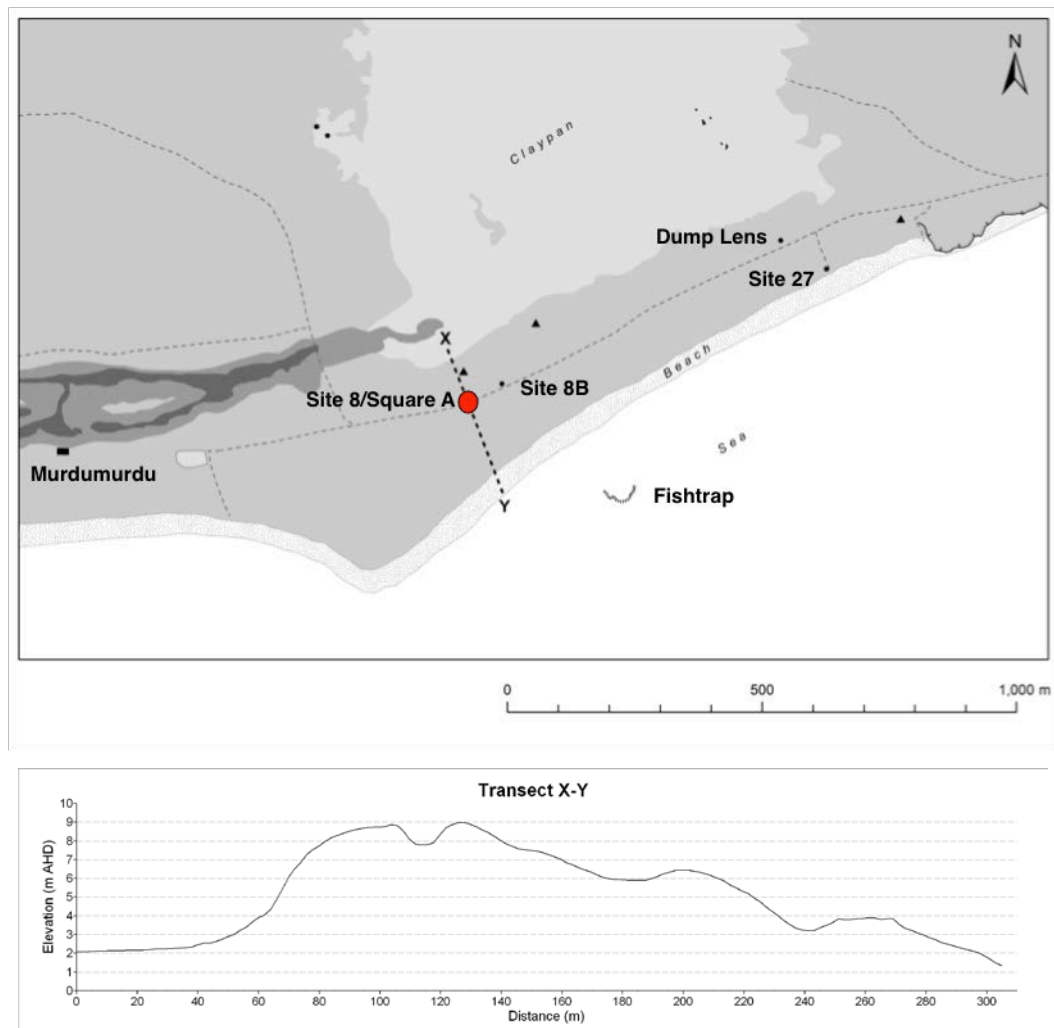 N
Claypan
Dump Lens
Site 27
X
Beach
Site 8/Square A
Site 8B
Sea
Murdumurdu
Y
Fishtrap
0 500 1,000 m
Transect X-Y
Elevation (m AHD)
10
9
8
7
6
5
4
3
2
1
0
0 20 40 60 80 100 120 140 160 180 200 220 240 260 280 300
Distance (m)